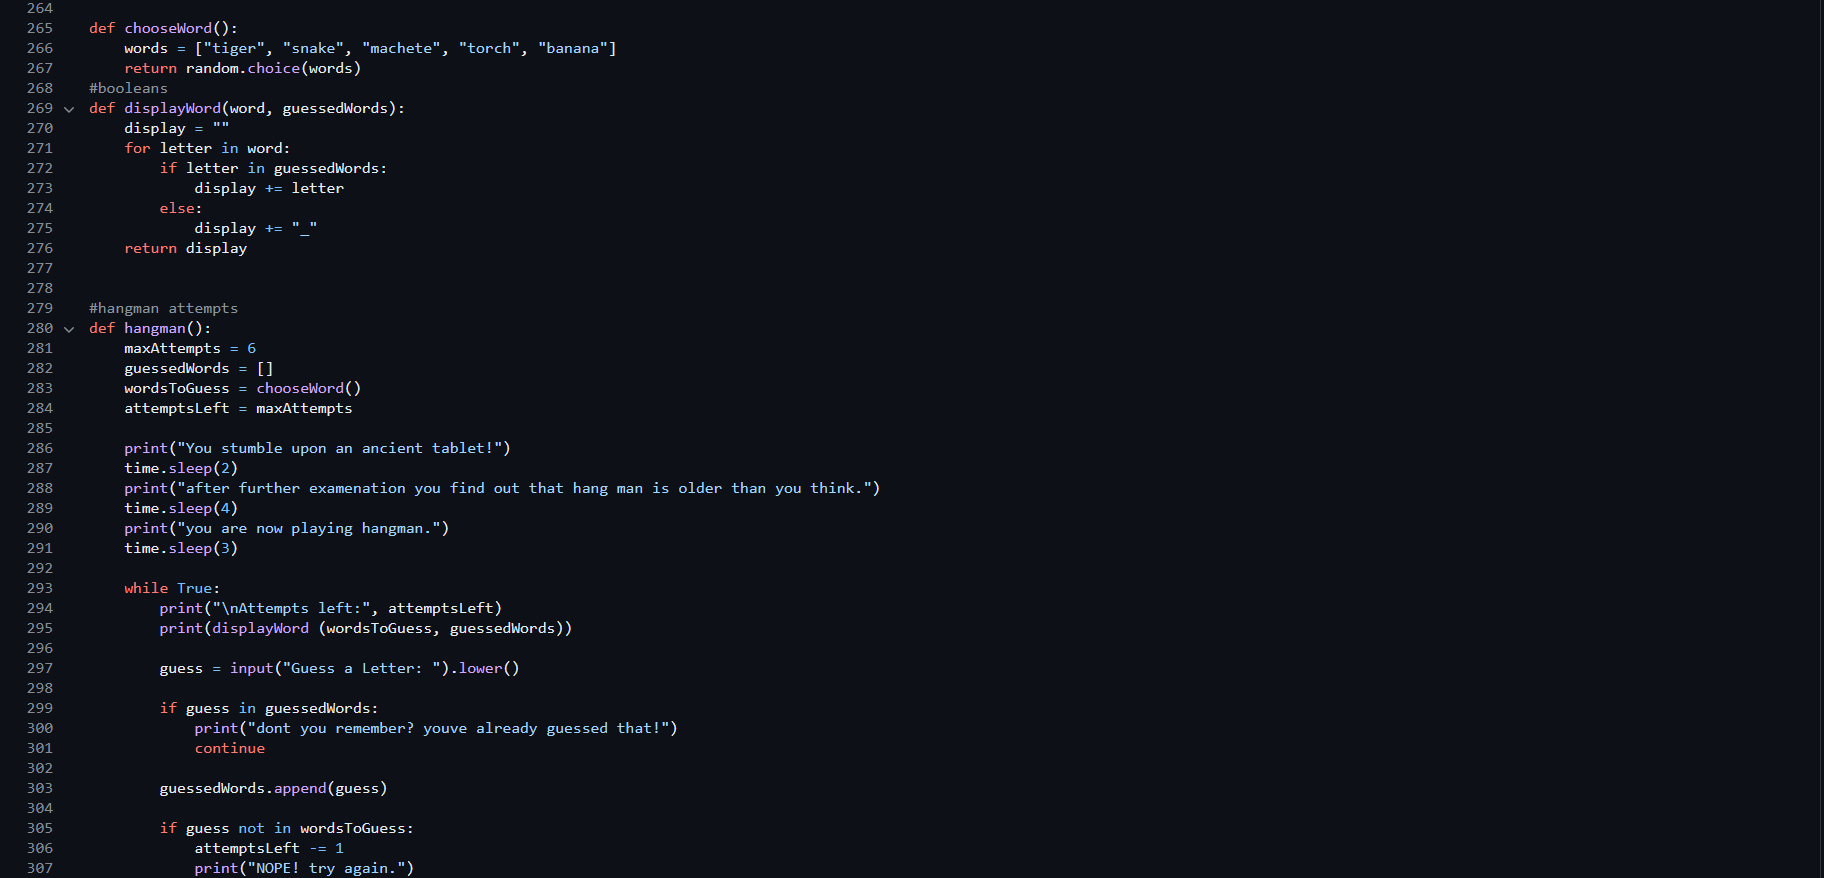 264
265 def chooseWord():
266     words = ["tiger", "snake", "machete", "torch", "banana"]
267     return random.choice(words)
268 #booleans
269 def displayWord(word, guessedWords):
270     display = ""
271     for letter in word:
272         if letter in guessedWords:
273             display += letter
274         else:
275             display += "_"
276     return display
277
278
279 #hangman attempts
280 def hangman():
281     maxAttempts = 6
282     guessedWords = []
283     wordsToGuess = chooseWord()
284     attemptsLeft = maxAttempts
285
286     print("You stumble upon an ancient tablet!")
287     time.sleep(2)
288     print("after further examenation you find out that hang man is older than you think.")
289     time.sleep(4)
290     print("you are now playing hangman.")
291     time.sleep(3)
292
293     while True:
294         print("\nAttempts left:", attemptsLeft)
295         print(displayWord (wordsToGuess, guessedWords))
296
297         guess = input("Guess a Letter: ").lower()
298
299         if guess in guessedWords:
300             print("dont you remember? youve already guessed that!")
301             continue
302
303         guessedWords.append(guess)
304
305         if guess not in wordsToGuess:
306             attemptsLeft -= 1
307             print("NOPE! try again.")